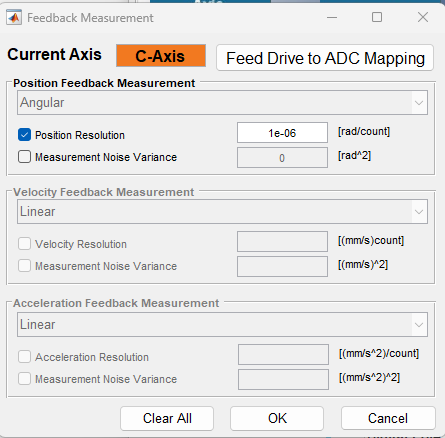 Feedback Measurement
Current Axis C-Axis Feed Drive to ADC Mapping
Position Feedback Measurement
Angular
Position Resolution 1e-06 [rad/count]
Measurement Noise Variance 0 [rad^2]
Velocity Feedback Measurement
Linear
Velocity Resolution [(mm/s)count]
Measurement Noise Variance [(mm/s)^2]
Acceleration Feedback Measurement
Linear
Acceleration Resolution [(mm/s^2)/count]
Measurement Noise Variance [(mm/s^2)^2]
Clear All OK Cancel